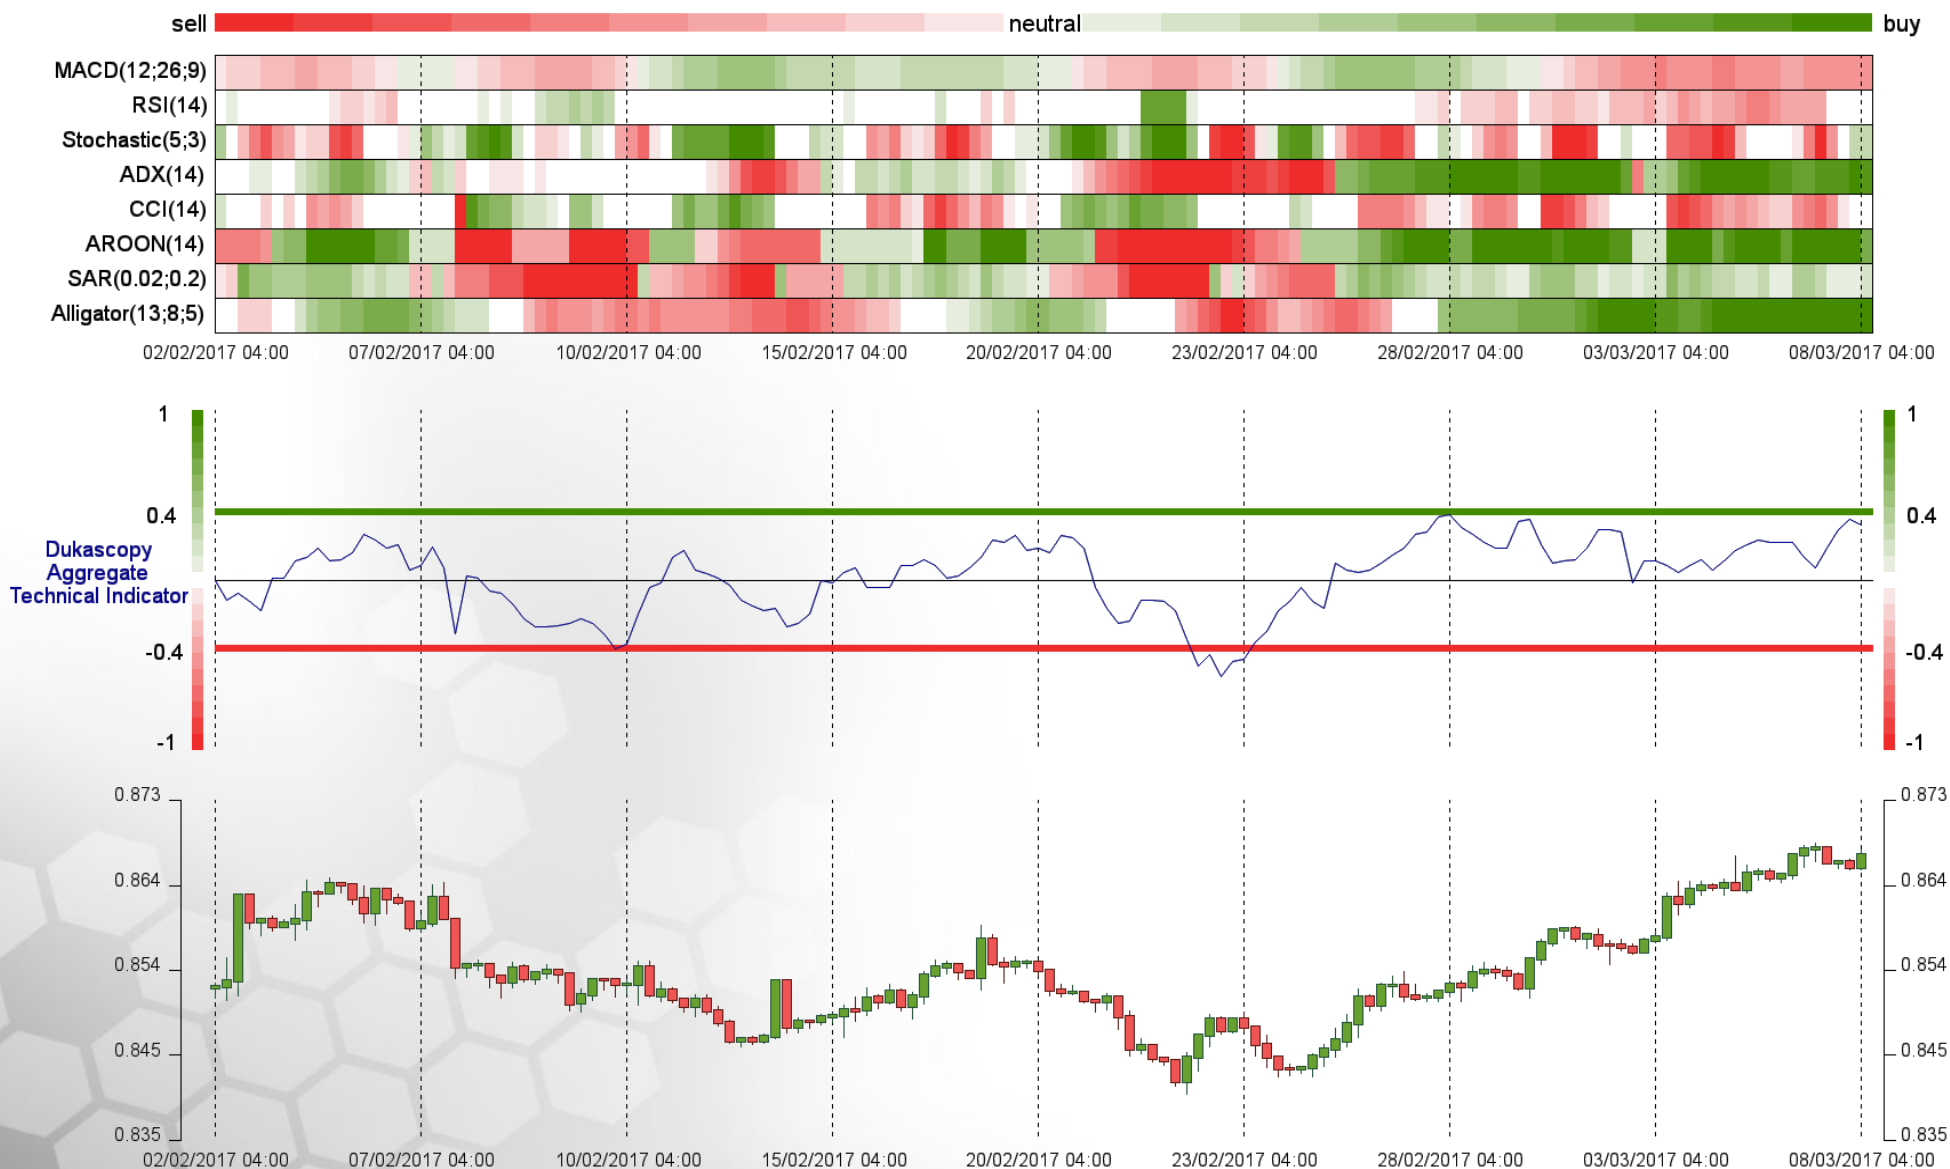 sell neutral buy
MACD(12;26;9)
RSI(14)
Stochastic(5;3)
ADX(14)
CCI(14)
AROON(14)
SAR(0.02;0.2)
Alligator(13;8;5)
02/02/2017 04:00 07/02/2017 04:00 10/02/2017 04:00 15/02/2017 04:00 20/02/2017 04:00 23/02/2017 04:00 28/02/2017 04:00 03/03/2017 04:00 08/03/2017 04:00
1 1
0.4 0.4
Dukascopy
Aggregate
Technical Indicator
-0.4 -0.4
-1 -1
0.873 0.873
0.864 0.864
0.854 0.854
0.845 0.845
0.835 0.835
02/02/2017 04:00 07/02/2017 04:00 10/02/2017 04:00 15/02/2017 04:00 20/02/2017 04:00 23/02/2017 04:00 28/02/2017 04:00 03/03/2017 04:00 08/03/2017 04:00